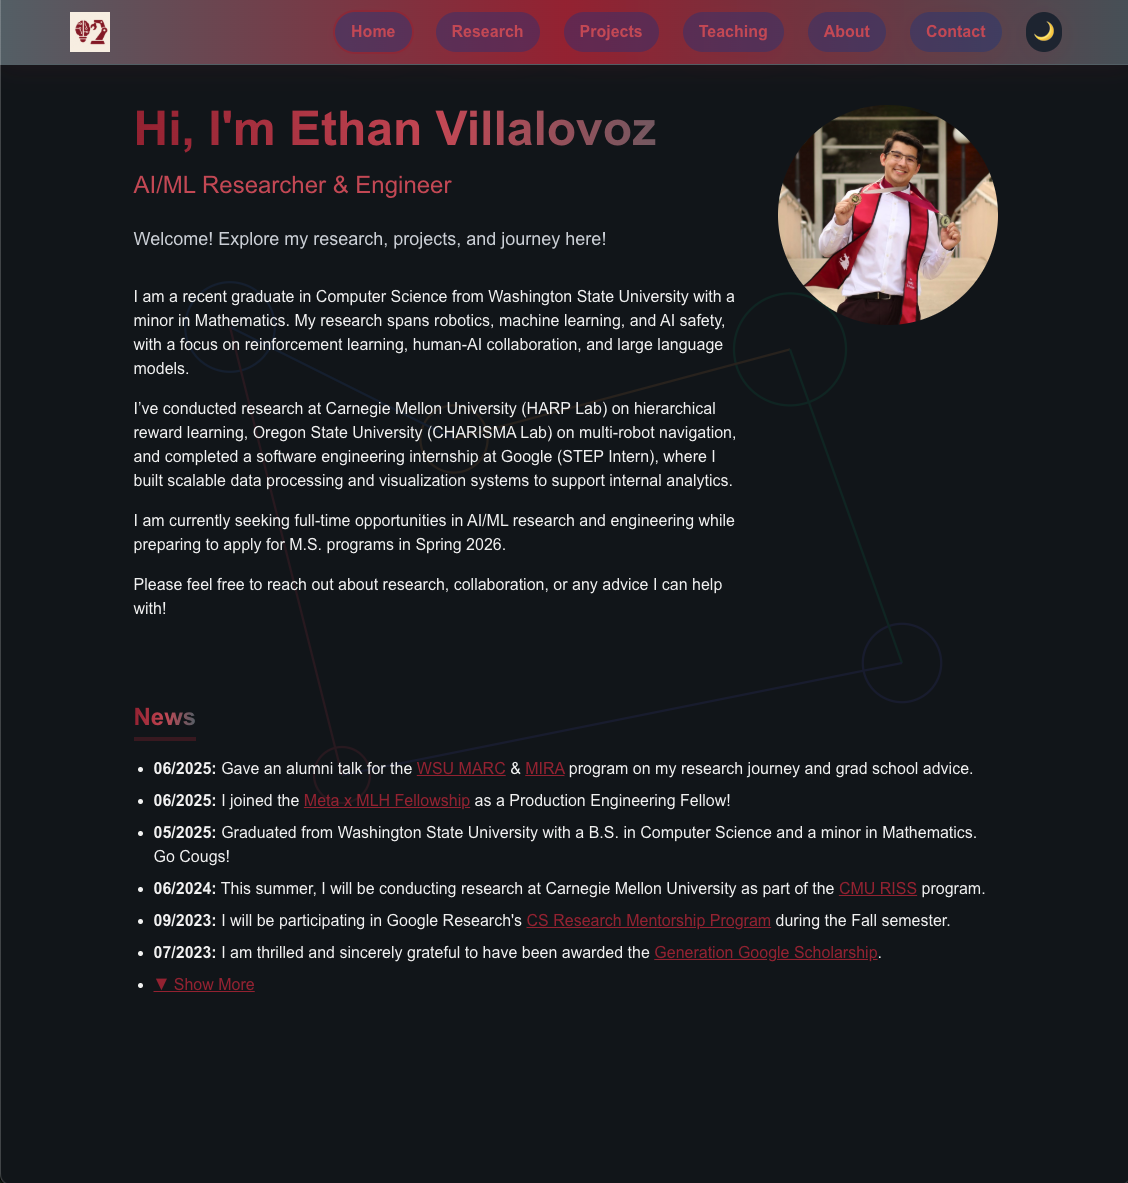 Home Research Projects Teaching About Contact
Hi, I'm Ethan Villalovoz
AI/ML Researcher & Engineer
Welcome! Explore my research, projects, and journey here!
I am a recent graduate in Computer Science from Washington State University with a
minor in Mathematics. My research spans robotics, machine learning, and AI safety,
with a focus on reinforcement learning, human-AI collaboration, and large language
models.
I’ve conducted research at Carnegie Mellon University (HARP Lab) on hierarchical
reward learning, Oregon State University (CHARISMA Lab) on multi-robot navigation,
and completed a software engineering internship at Google (STEP Intern), where I
built scalable data processing and visualization systems to support internal analytics.
I am currently seeking full-time opportunities in AI/ML research and engineering while
preparing to apply for M.S. programs in Spring 2026.
Please feel free to reach out about research, collaboration, or any advice I can help
with!
News
• 06/2025: Gave an alumni talk for the WSU MARC & MIRA program on my research journey and grad school advice.
• 06/2025: I joined the Meta x MLH Fellowship as a Production Engineering Fellow!
• 05/2025: Graduated from Washington State University with a B.S. in Computer Science and a minor in Mathematics.
Go Cougs!
• 06/2024: This summer, I will be conducting research at Carnegie Mellon University as part of the CMU RISS program.
• 09/2023: I will be participating in Google Research's CS Research Mentorship Program during the Fall semester.
• 07/2023: I am thrilled and sincerely grateful to have been awarded the Generation Google Scholarship.
• ▼ Show More